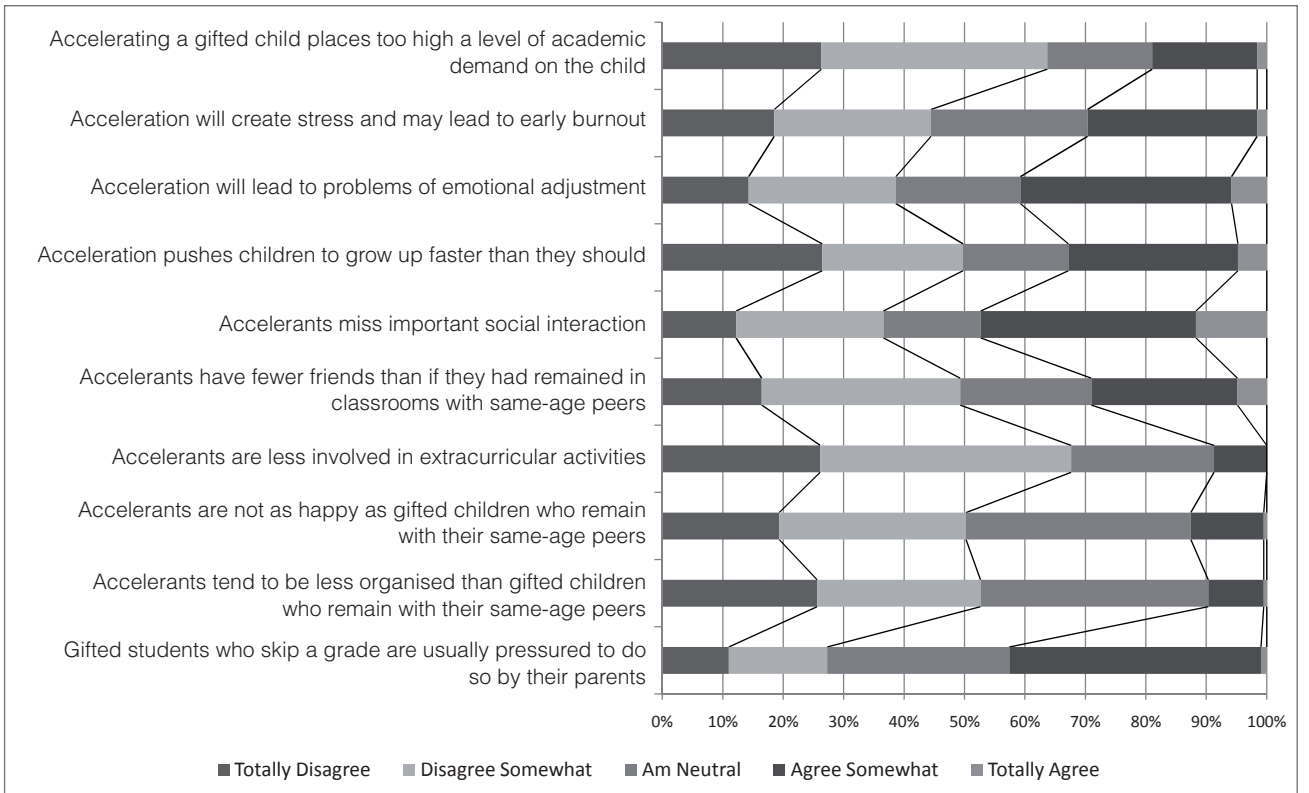 Accelerating a gifted child places too high a level of academic
demand on the child
Acceleration will create stress and may lead to early burnout
Acceleration will lead to problems of emotional adjustment
Acceleration pushes children to grow up faster than they should
Accelerants miss important social interaction
Accelerants have fewer friends than if they had remained in
classrooms with same-age peers
Accelerants are less involved in extracurricular activities
Accelerants are not as happy as gifted children who remain
with their same-age peers
Accelerants tend to be less organised than gifted children
who remain with their same-age peers
Gifted students who skip a grade are usually pressured to do
so by their parents
0% 10% 20% 30% 40% 50% 60% 70% 80% 90% 100%
Totally Disagree Disagree Somewhat Am Neutral Agree Somewhat Totally Agree